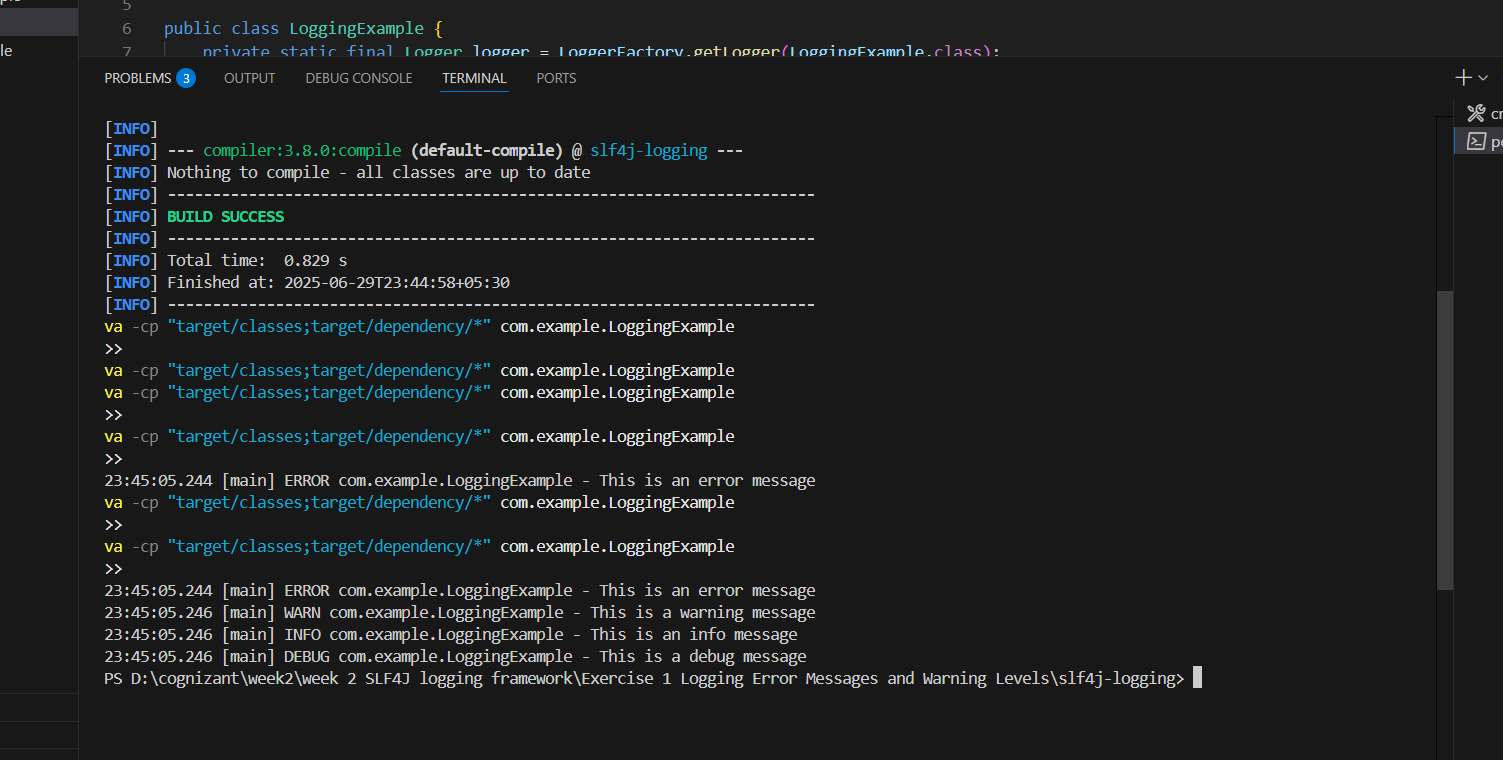 le
5
6 public class LoggingExample {
7 private static final Logger logger = LoggerFactory.getLogger(LoggingExample.class);
PROBLEMS 3 OUTPUT DEBUG CONSOLE TERMINAL PORTS
[INFO]
[INFO] --- compiler:3.8.0:compile (default-compile) @ slf4j-logging ---
[INFO] Nothing to compile - all classes are up to date
[INFO] ------------------------------------------------------------------------
[INFO] BUILD SUCCESS
[INFO] ------------------------------------------------------------------------
[INFO] Total time:  0.829 s
[INFO] Finished at: 2025-06-29T23:44:58+05:30
[INFO] ------------------------------------------------------------------------
va -cp "target/classes;target/dependency/*" com.example.LoggingExample
>>
va -cp "target/classes;target/dependency/*" com.example.LoggingExample
va -cp "target/classes;target/dependency/*" com.example.LoggingExample
>>
va -cp "target/classes;target/dependency/*" com.example.LoggingExample
>>
23:45:05.244 [main] ERROR com.example.LoggingExample - This is an error message
va -cp "target/classes;target/dependency/*" com.example.LoggingExample
>>
va -cp "target/classes;target/dependency/*" com.example.LoggingExample
>>
23:45:05.244 [main] ERROR com.example.LoggingExample - This is an error message
23:45:05.246 [main] WARN com.example.LoggingExample - This is a warning message
23:45:05.246 [main] INFO com.example.LoggingExample - This is an info message
23:45:05.246 [main] DEBUG com.example.LoggingExample - This is a debug message
PS D:\cognizant\week2\week 2 SLF4J logging framework\Exercise 1 Logging Error Messages and Warning Levels\slf4j-logging>